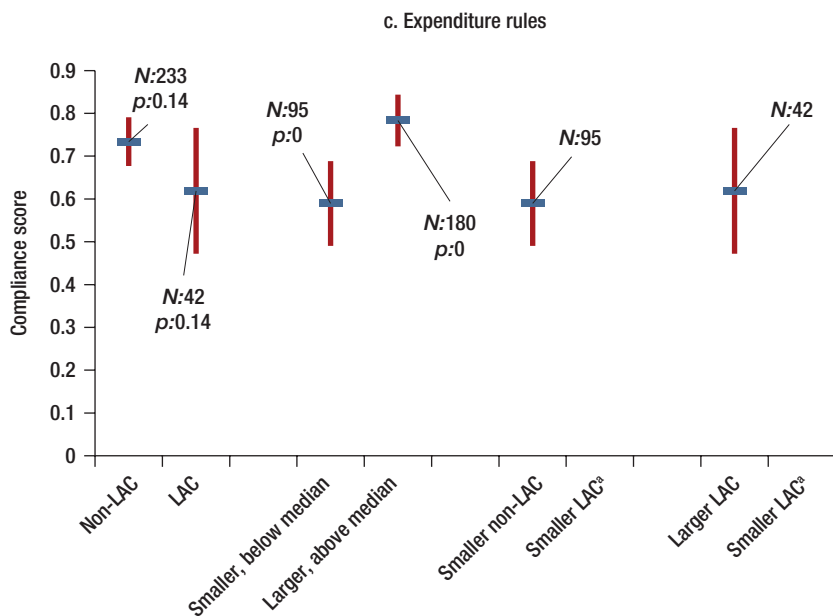 c. Expenditure rules
Compliance score
0.9
0.8
0.7
0.6
0.5
0.4
0.3
0.2
0.1
0
N:233
p:0.14
N:42
p:0.14
N:95
p:0
N:180
p:0
N:95
N:42
Non-LAC
LAC
Smaller, below median
Larger, above median
Smaller non-LAC
Smaller LACª
Larger LAC
Smaller LACª